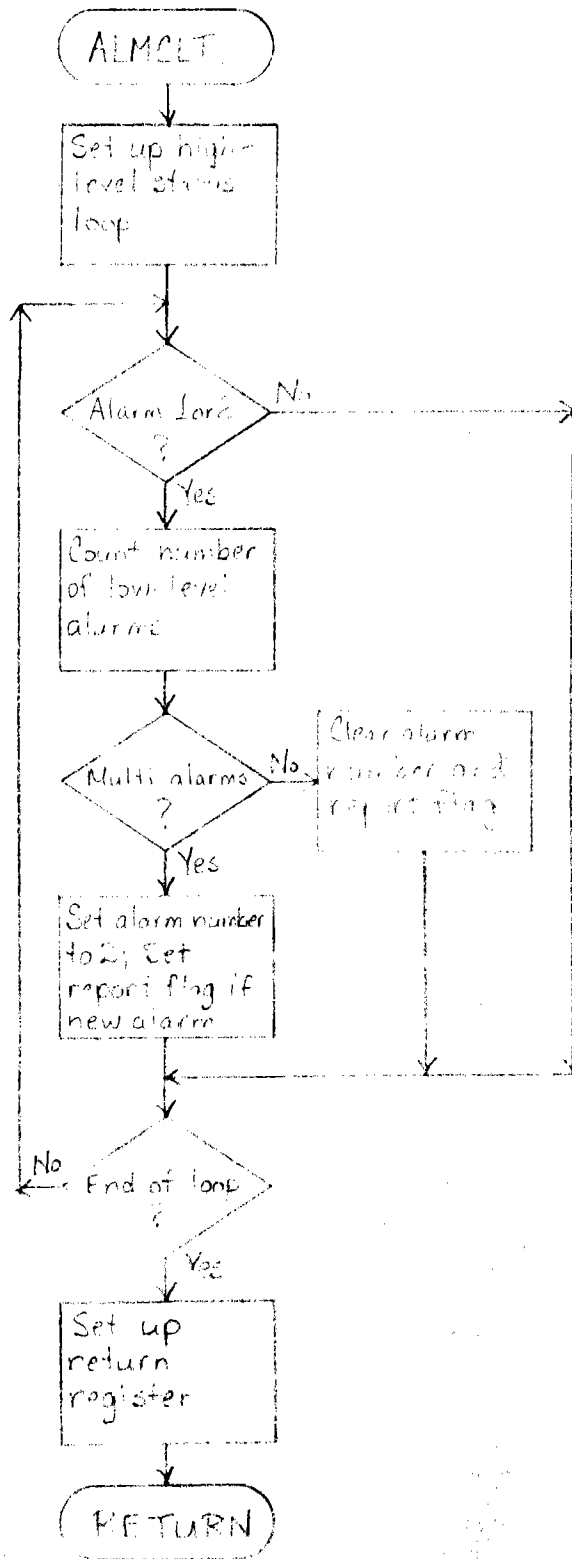 ALMCLT
Set up high-
level status
loop
Alarm 1or2
?
No
Yes
Count number
of low level
alarms
Multi alarms
?
No
Clear alarm
number and
report flag
Yes
Set alarm number
to 2; Set
report flag if
new alarm
End of loop
?
No
Yes
Set up
return
register
RETURN